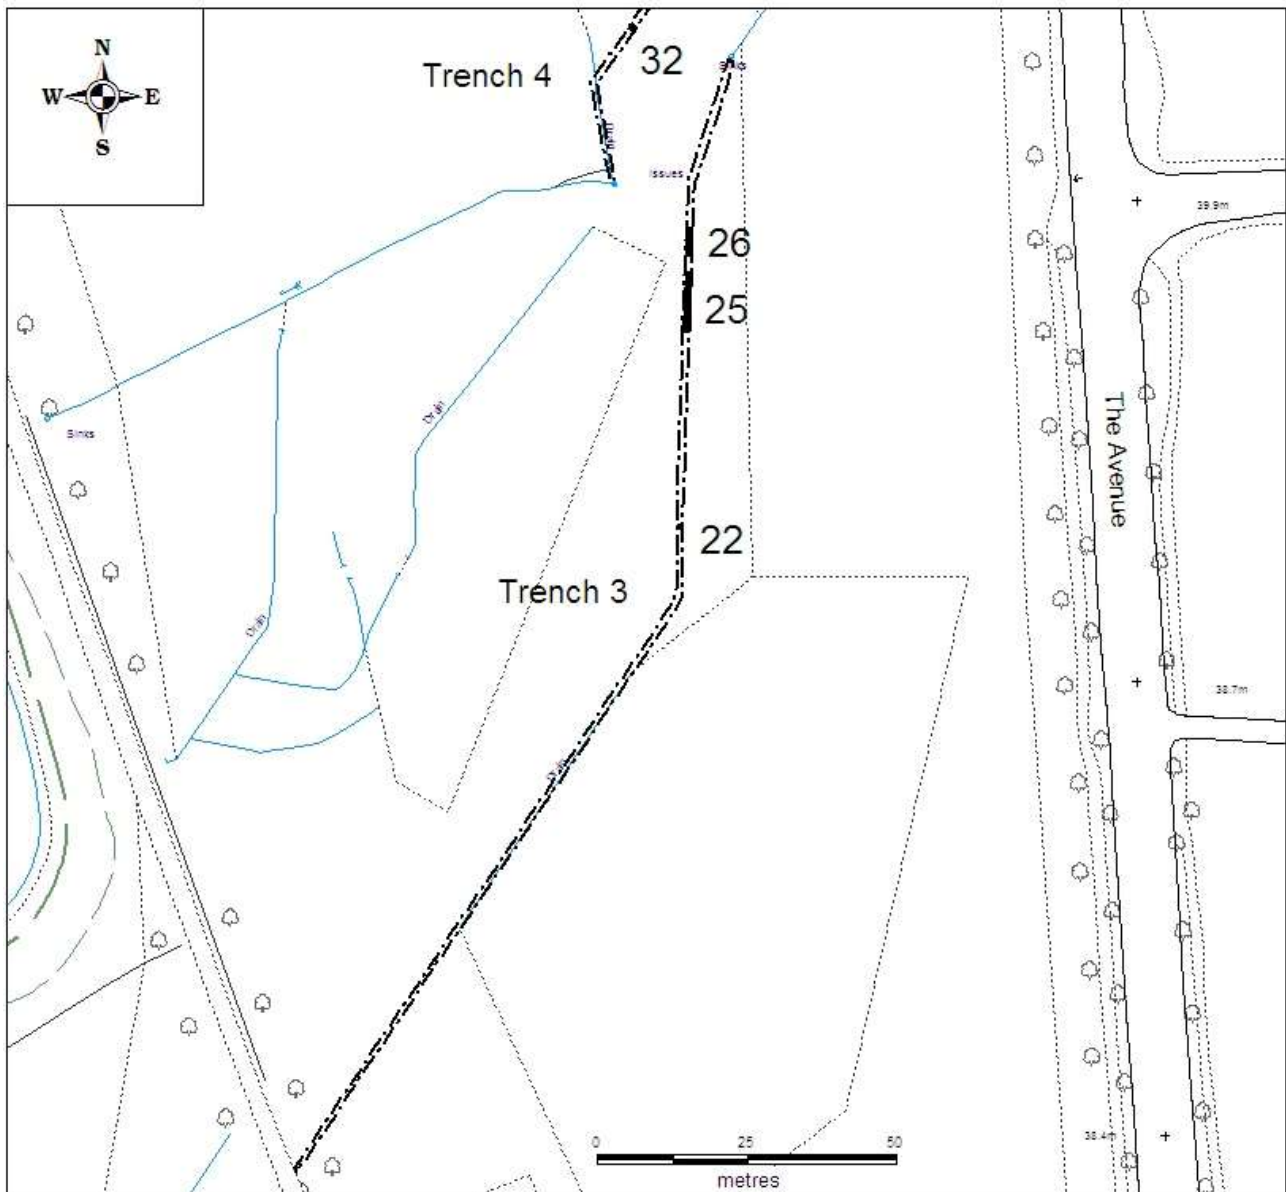 N
W E
S
Trench 4
32
Sinks
Drain
Issues
39.9m
26
25
Drain
Sinks
The Avenue
22
Trench 3
Drain
38.7m
Drain
0 25 50
metres
38.4m